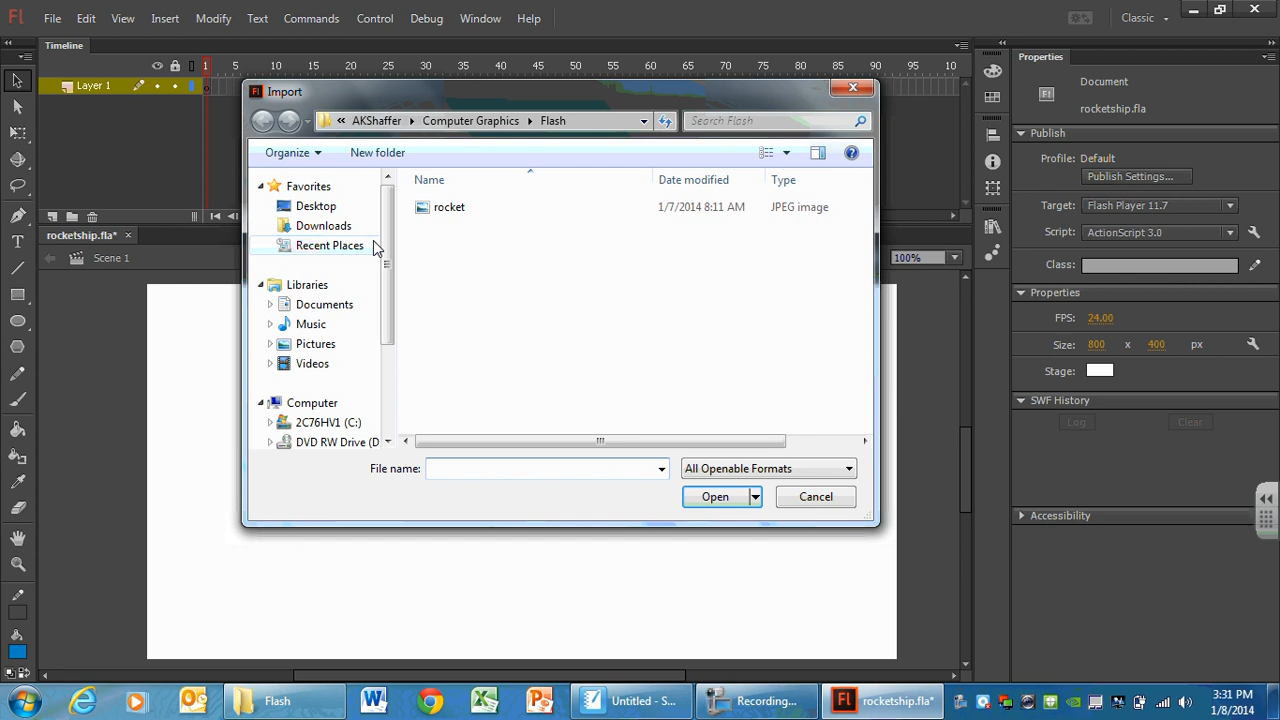 Fl File Edit View Insert Modify Text Commands Control Debug Window Help Classic
Timeline
1 5 10 15 20 25 30 35 40 45 50 55 60 65 70 75 80 85 90 95 10
Layer 1
Fl Import
AKShaffer Computer Graphics Flash Search Flash
Organize New folder
Favorites
Desktop
Downloads
Recent Places
Libraries
Documents
Music
Pictures
Videos
Computer
2C76HV1 (C:)
DVD RW Drive (D
Name Date modified Type
rocket 1/7/2014 8:11 AM JPEG image
File name: All Openable Formats
Open Cancel
rocketship.fla*
Scene 1
100%
T
Properties
Fl Document
rocketship.fla
Publish
Profile: Default
Publish Settings...
Target: Flash Player 11.7
Script: ActionScript 3.0
Class:
Properties
FPS: 24.00
Size: 800 x 400 px
Stage:
SWF History
Log Clear
Accessibility
Flash Untitled - S... Recording... Fl rocketship.fla*
3:31 PM
1/8/2014